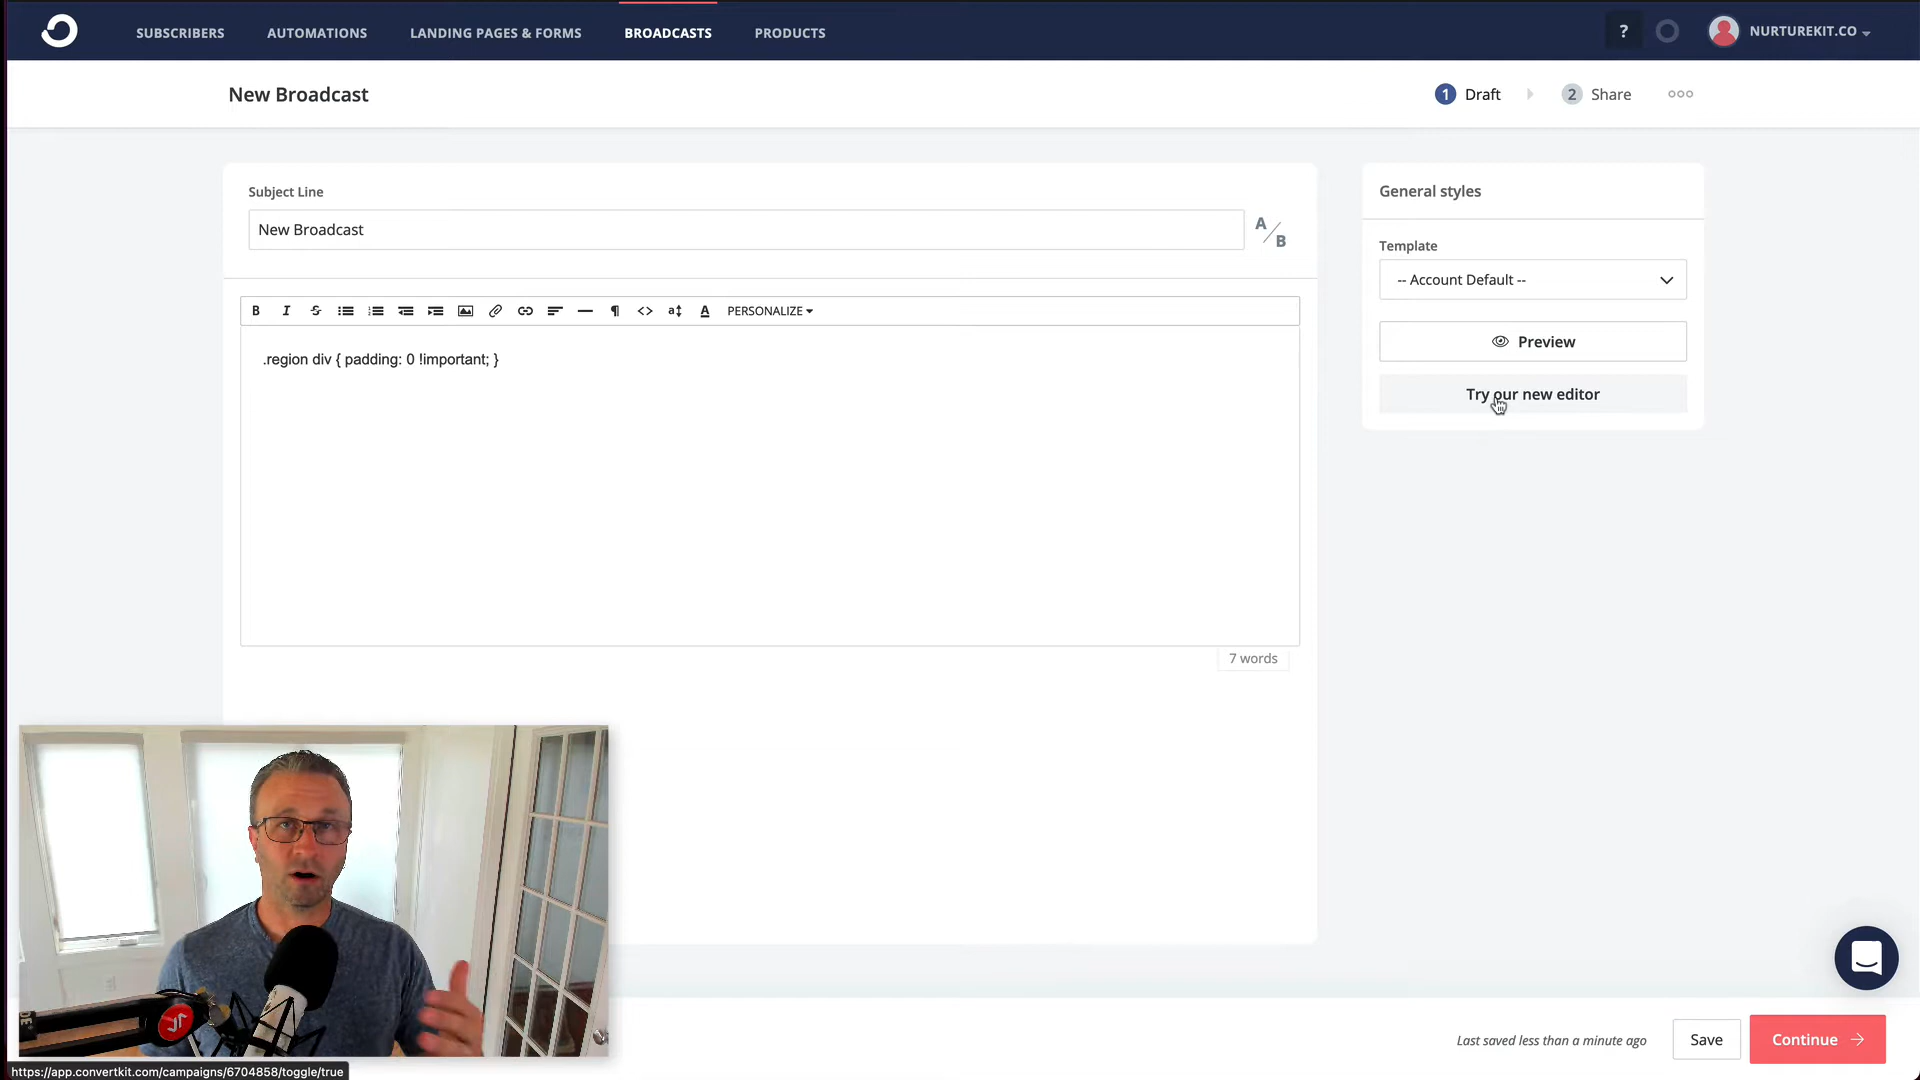 SUBSCRIBERS AUTOMATIONS LANDING PAGES & FORMS BROADCASTS PRODUCTS ? NURTUREKIT.CO
New Broadcast 1 Draft 2 Share
Subject Line
New Broadcast A/B
B I S <> a A PERSONALIZE
.region div { padding: 0 !important; }
7 words
General styles
Template
-- Account Default --
Preview
Try our new editor
Last saved less than a minute ago Save Continue
https://app.convertkit.com/campaigns/6704858/toggle/true